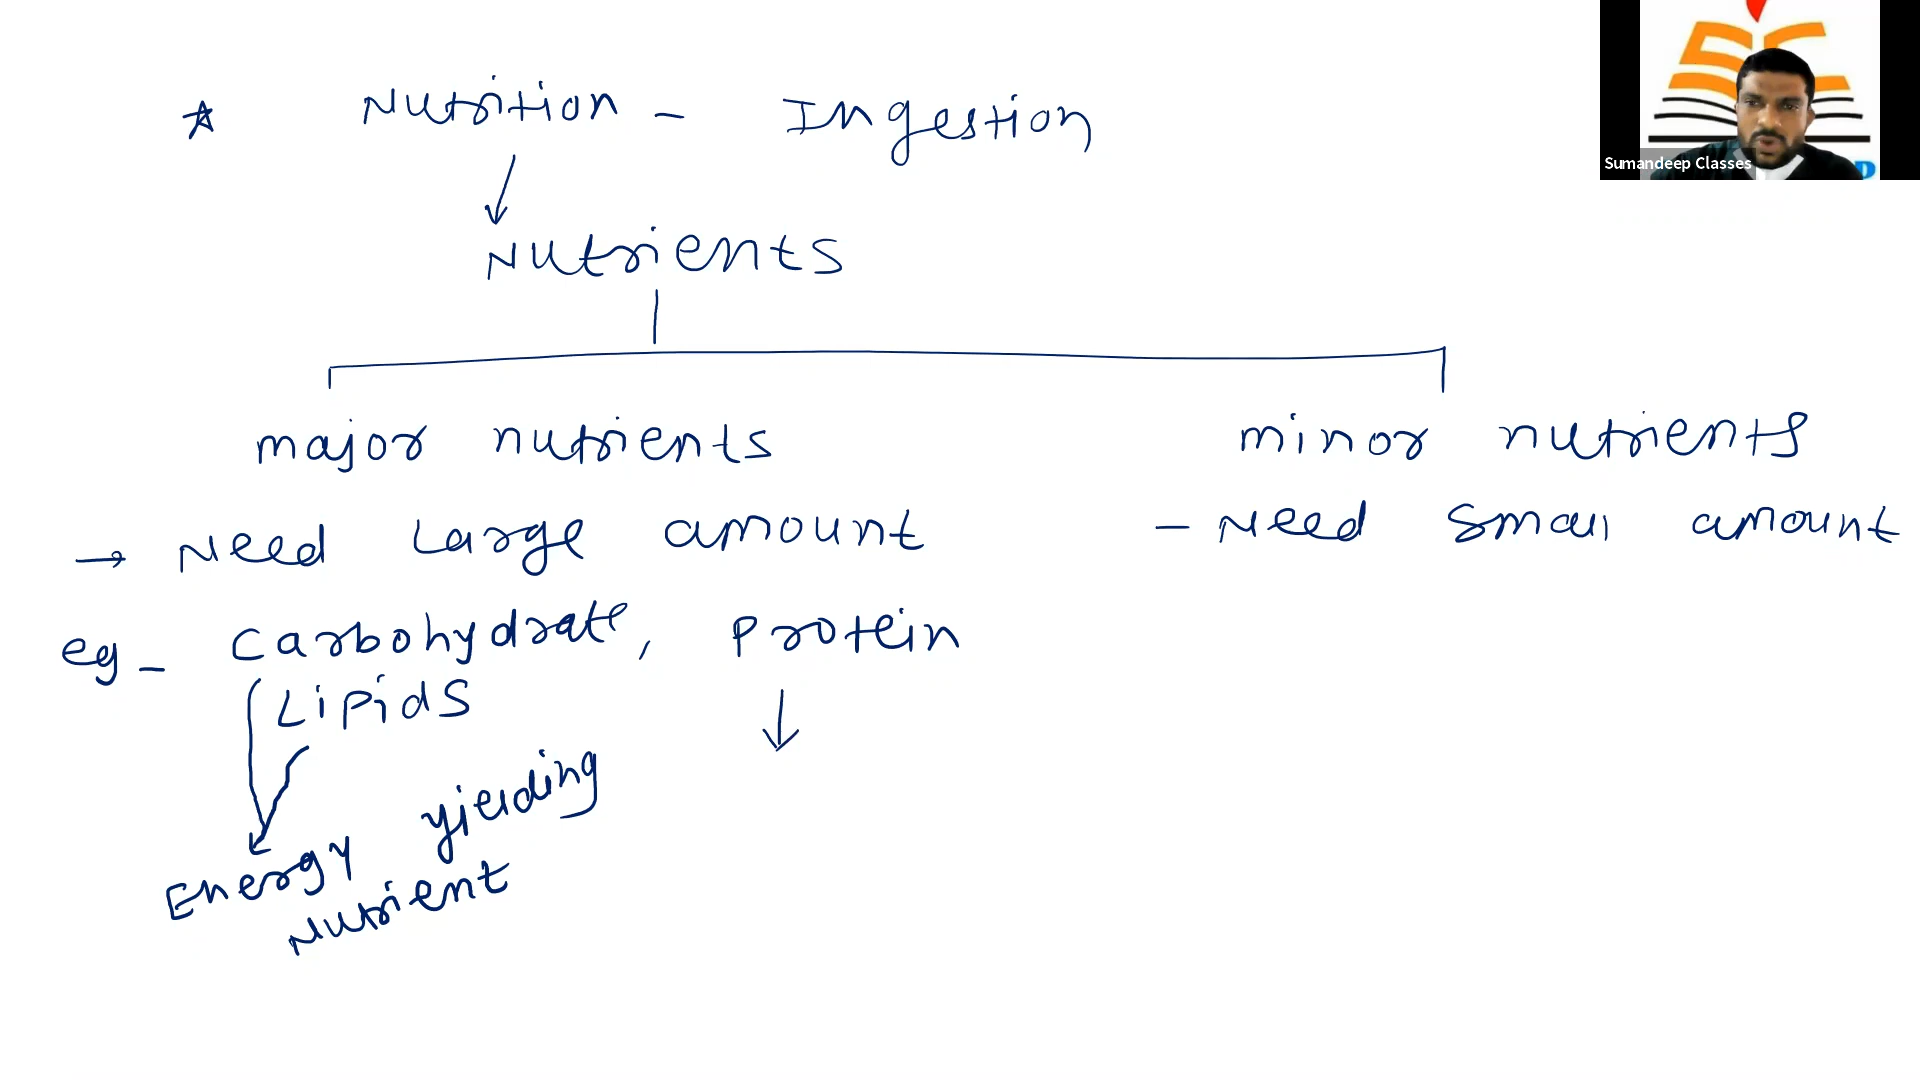 ☆ Nutrition - Ingestion
Nutrients
major nutrients
minor nutrients
→ Need Large amount
- Need small amount
eg - Carbohydrate, Protein
Lipids
Energy yielding
Nutrient
Sumandeep Classes